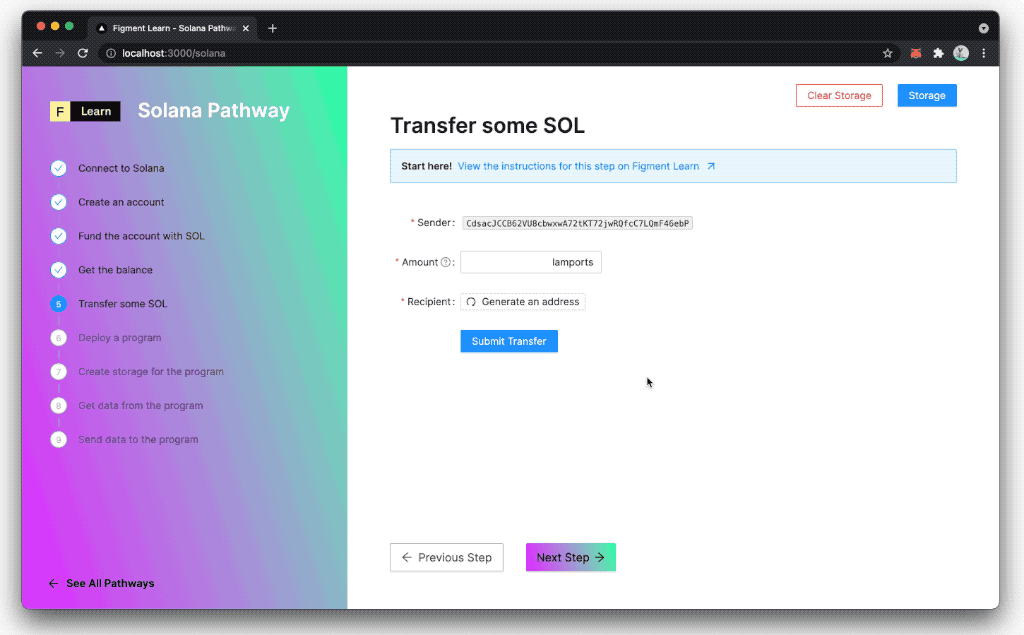 Figment Learn - Solana Pathwa
localhost:3000/solana
F Learn Solana Pathway
Connect to Solana
Create an account
Fund the account with SOL
Get the balance
5 Transfer some SOL
6 Deploy a program
7 Create storage for the program
8 Get data from the program
9 Send data to the program
← See All Pathways
Clear Storage Storage
Transfer some SOL
Start here! View the instructions for this step on Figment Learn ↗
* Sender: CdsacJCCB62VU8cbwxwA72tKT72jwRQfcC7LQmF46ebP
* Amount ? : lamports
* Recipient: Generate an address
Submit Transfer
← Previous Step Next Step →